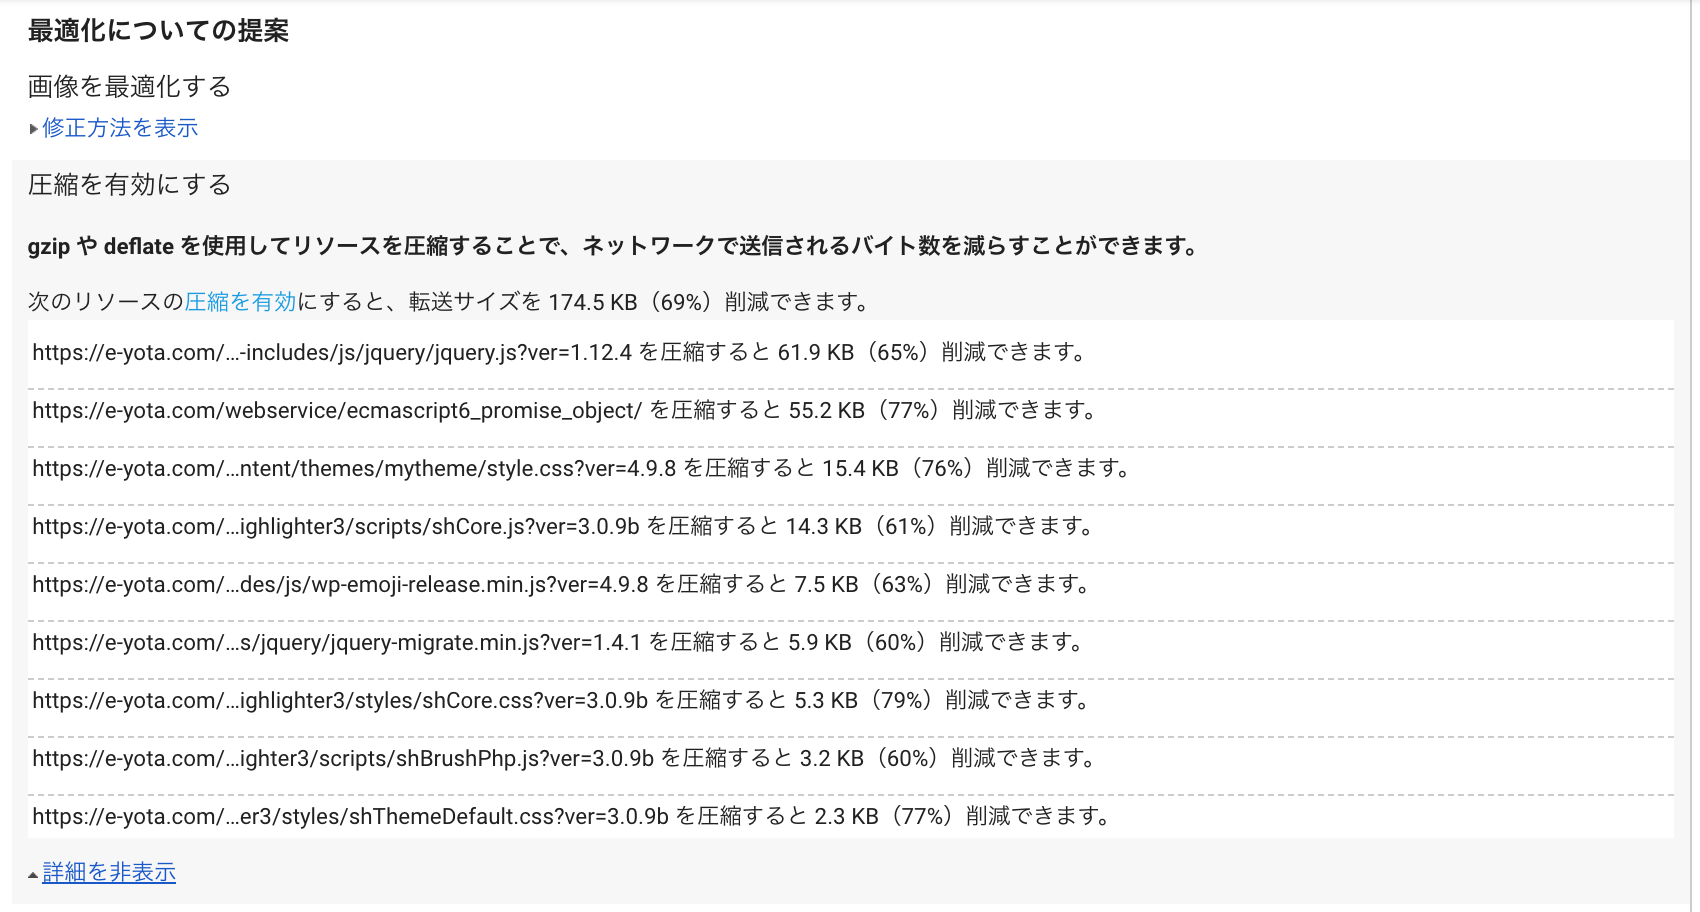 最適化についての提案
画像を最適化する
修正方法を表示
圧縮を有効にする
gzip や deflate を使用してリソースを圧縮することで、ネットワークで送信されるバイト数を減らすことができます。
次のリソースの圧縮を有効にすると、転送サイズを 174.5 KB（69%）削減できます。
https://e-yota.com/…-includes/js/jquery/jquery.js?ver=1.12.4 を圧縮すると 61.9 KB（65%）削減できます。
https://e-yota.com/webservice/ecmascript6_promise_object/ を圧縮すると 55.2 KB（77%）削減できます。
https://e-yota.com/…ntent/themes/mytheme/style.css?ver=4.9.8 を圧縮すると 15.4 KB（76%）削減できます。
https://e-yota.com/…ighlighter3/scripts/shCore.js?ver=3.0.9b を圧縮すると 14.3 KB（61%）削減できます。
https://e-yota.com/…des/js/wp-emoji-release.min.js?ver=4.9.8 を圧縮すると 7.5 KB（63%）削減できます。
https://e-yota.com/…s/jquery/jquery-migrate.min.js?ver=1.4.1 を圧縮すると 5.9 KB（60%）削減できます。
https://e-yota.com/…ighlighter3/styles/shCore.css?ver=3.0.9b を圧縮すると 5.3 KB（79%）削減できます。
https://e-yota.com/…ighter3/scripts/shBrushPhp.js?ver=3.0.9b を圧縮すると 3.2 KB（60%）削減できます。
https://e-yota.com/…er3/styles/shThemeDefault.css?ver=3.0.9b を圧縮すると 2.3 KB（77%）削減できます。
詳細を非表示